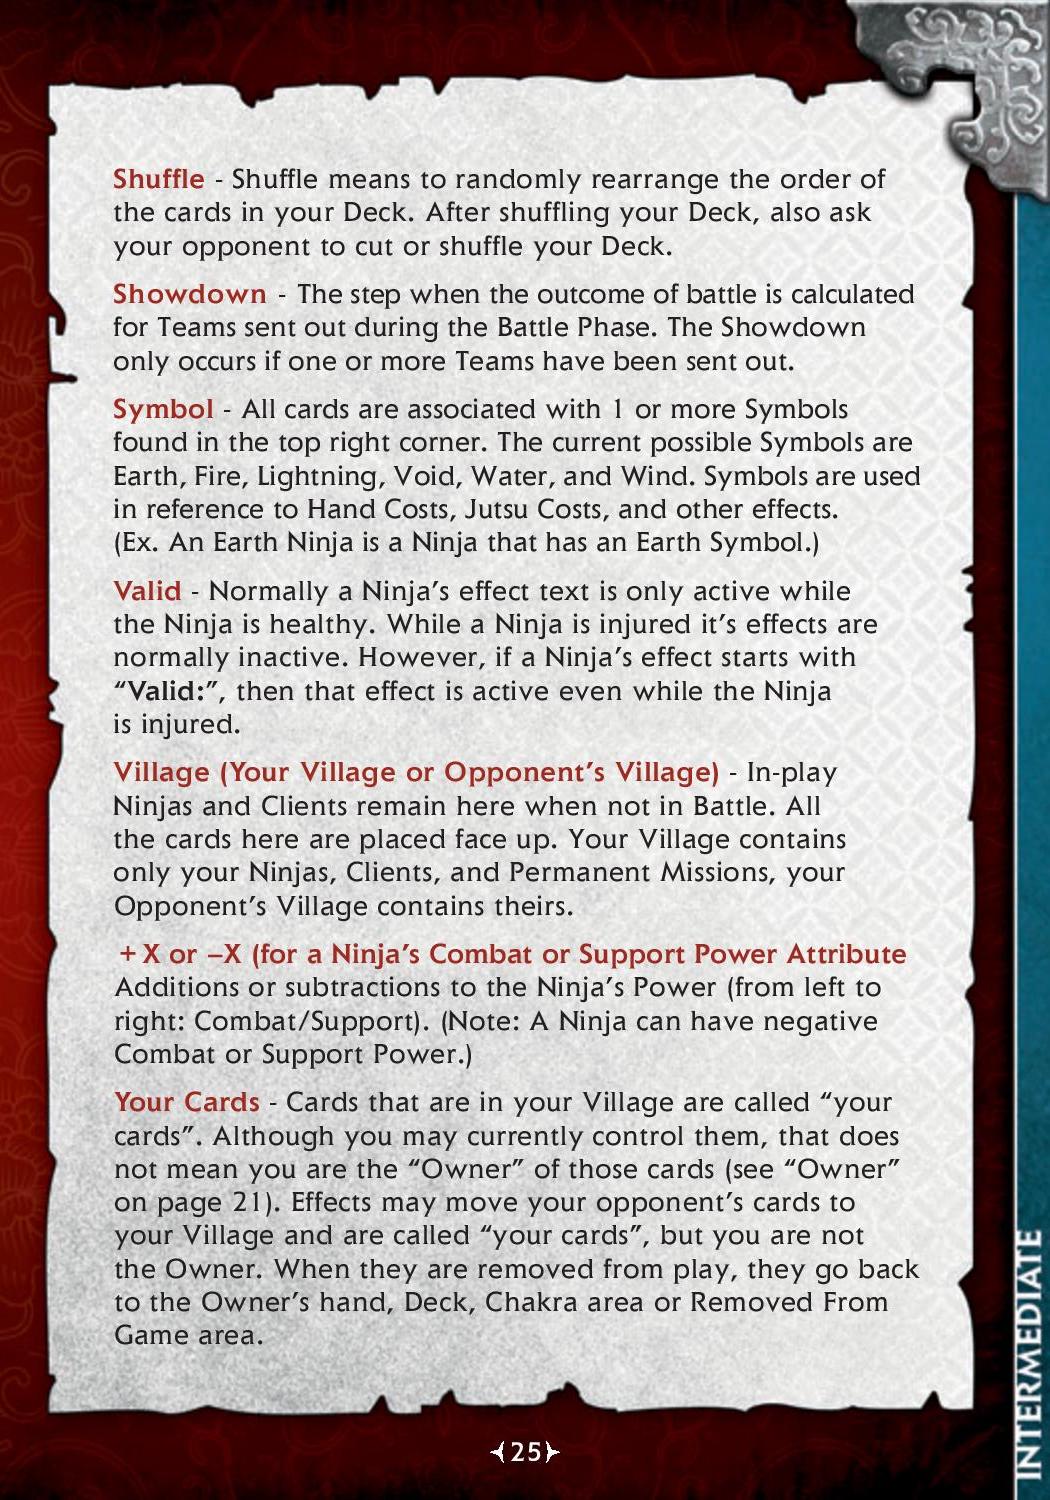 Shuffle - Shuffle means to randomly rearrange the order of
the cards in your Deck. After shuffling your Deck, also ask
your opponent to cut or shuffle your Deck.
Showdown - The step when the outcome of battle is calculated
for Teams sent out during the Battle Phase. The Showdown
only occurs if one or more Teams have been sent out.
Symbol - All cards are associated with 1 or more Symbols
found in the top right corner. The current possible Symbols are
Earth, Fire, Lightning, Void, Water, and Wind. Symbols are used
in reference to Hand Costs, Jutsu Costs, and other effects.
(Ex. An Earth Ninja is a Ninja that has an Earth Symbol.)
Valid - Normally a Ninja's effect text is only active while
the Ninja is healthy. While a Ninja is injured it's effects are
normally inactive. However, if a Ninja's effect starts with
“Valid:”, then that effect is active even while the Ninja
is injured.
Village (Your Village or Opponent's Village) - In-play
Ninjas and Clients remain here when not in Battle. All
the cards here are placed face up. Your Village contains
only your Ninjas, Clients, and Permanent Missions, your
Opponent's Village contains theirs.
+X or –X (for a Ninja's Combat or Support Power Attribute
Additions or subtractions to the Ninja's Power (from left to
right: Combat/Support). (Note: A Ninja can have negative
Combat or Support Power.)
Your Cards - Cards that are in your Village are called “your
cards”. Although you may currently control them, that does
not mean you are the “Owner” of those cards (see “Owner”
on page 21). Effects may move your opponent's cards to
your Village and are called “your cards”, but you are not
the Owner. When they are removed from play, they go back
to the Owner's hand, Deck, Chakra area or Removed From
Game area.
25
INTERMEDIATE